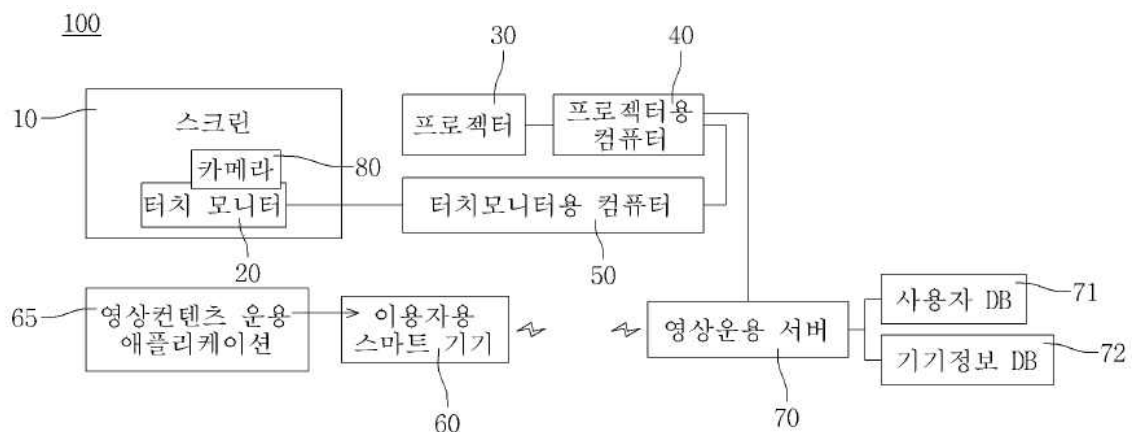 100
30
40
10
스크린
프로젝터
프로젝터용
컴퓨터
카메라
80
터치 모니터
터치모니터용 컴퓨터
20
50
65
영상컨텐츠 운용
애플리케이션
이용자용
스마트 기기
60
영상운용 서버
70
사용자 DB
71
기기정보 DB
72